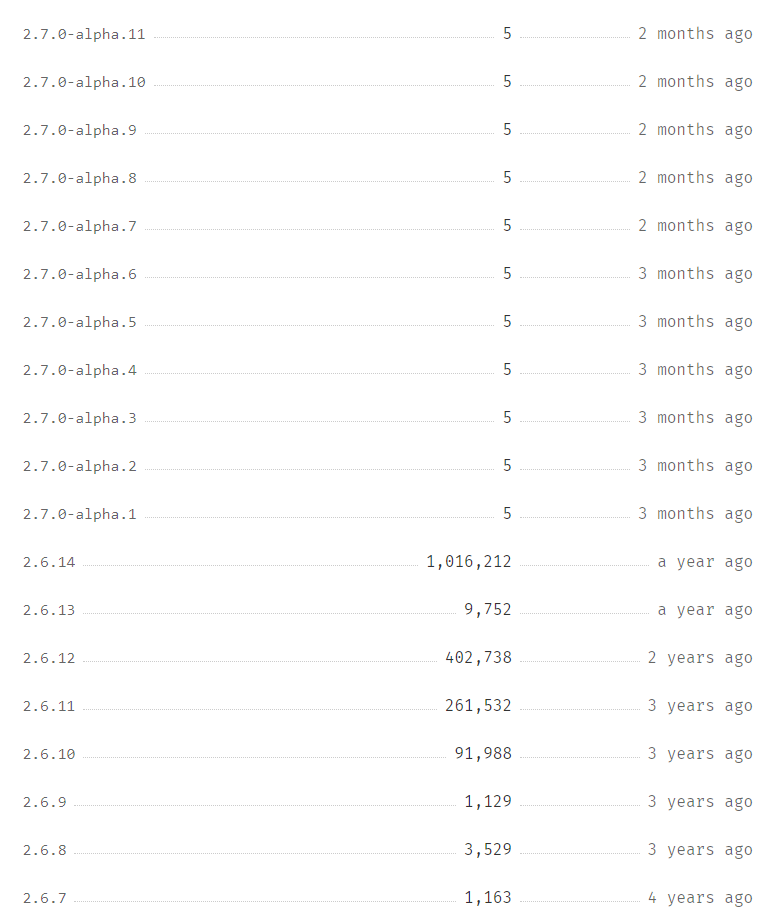 2.7.0-alpha.11 5 2 months ago
2.7.0-alpha.10 5 2 months ago
2.7.0-alpha.9 5 2 months ago
2.7.0-alpha.8 5 2 months ago
2.7.0-alpha.7 5 2 months ago
2.7.0-alpha.6 5 3 months ago
2.7.0-alpha.5 5 3 months ago
2.7.0-alpha.4 5 3 months ago
2.7.0-alpha.3 5 3 months ago
2.7.0-alpha.2 5 3 months ago
2.7.0-alpha.1 5 3 months ago
2.6.14 1,016,212 a year ago
2.6.13 9,752 a year ago
2.6.12 402,738 2 years ago
2.6.11 261,532 3 years ago
2.6.10 91,988 3 years ago
2.6.9 1,129 3 years ago
2.6.8 3,529 3 years ago
2.6.7 1,163 4 years ago